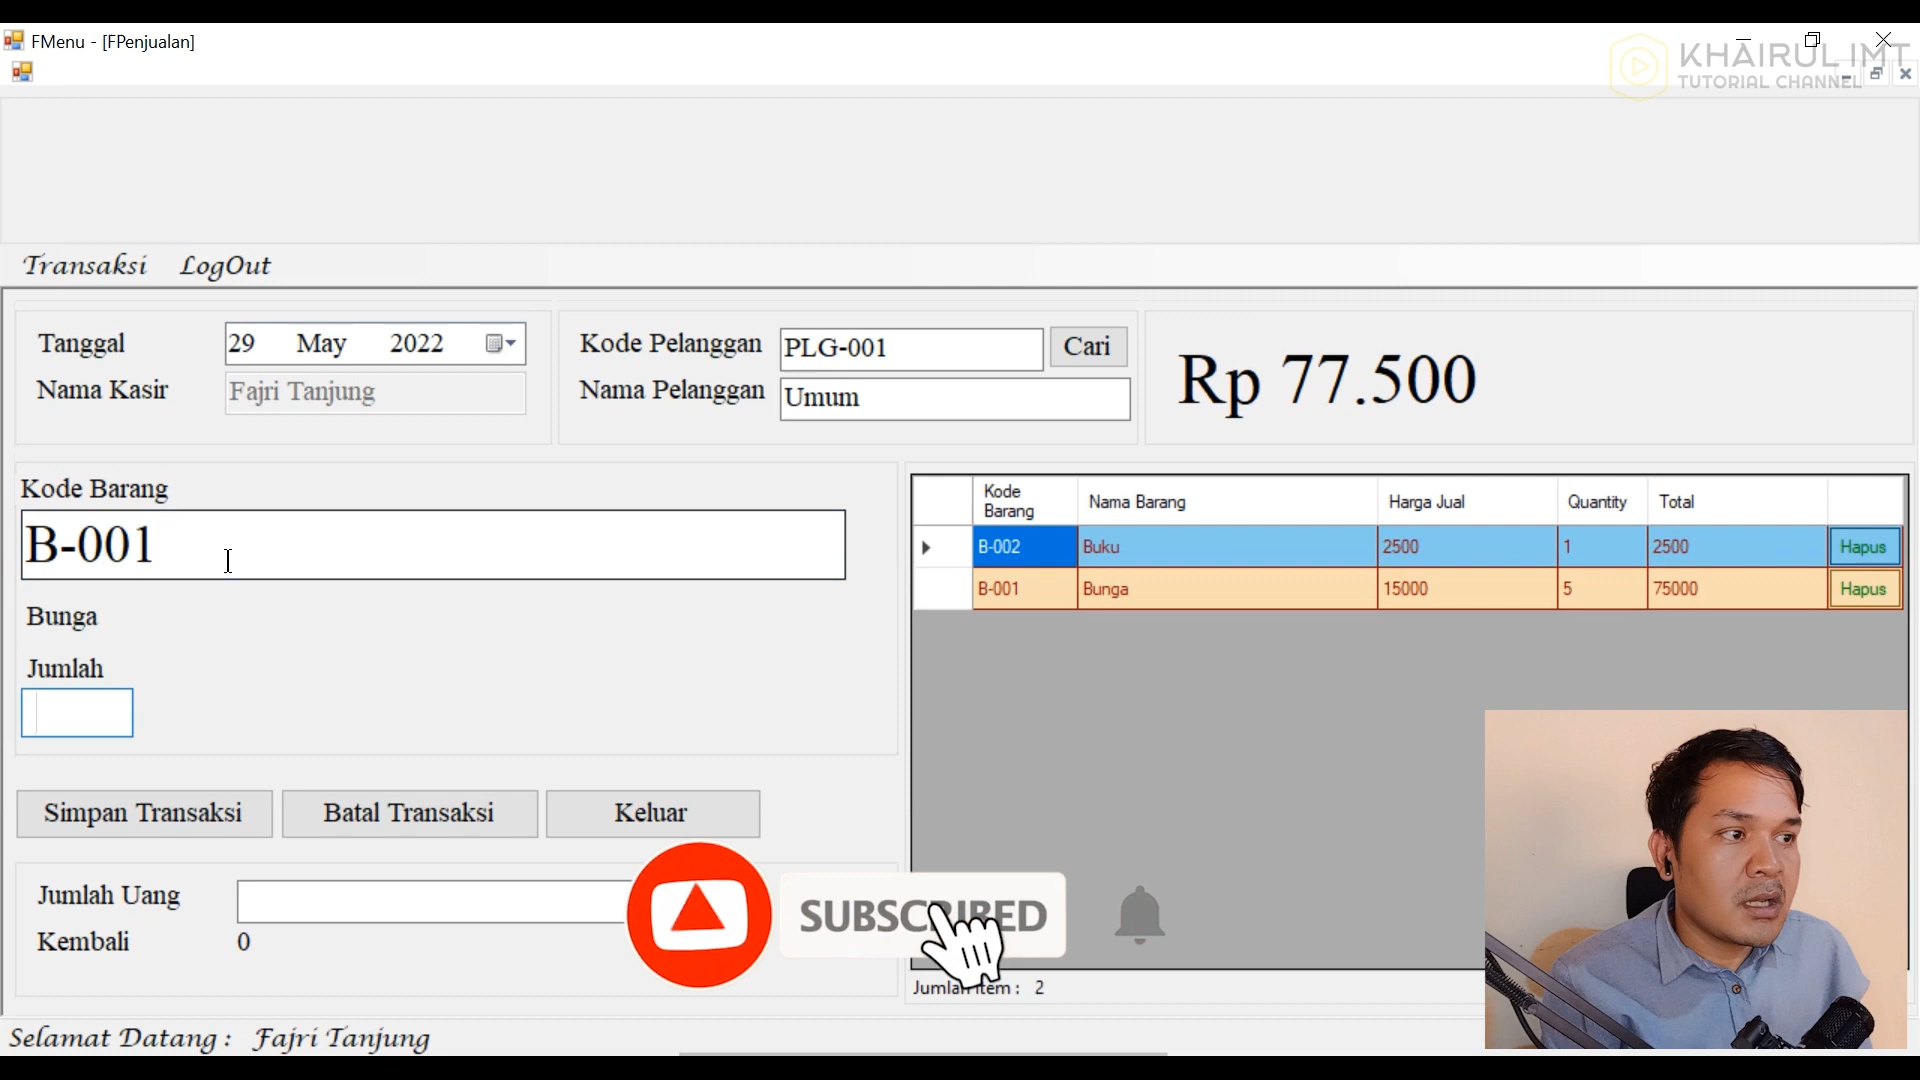 FMenu - [FPenjualan]
KHAIRUL IMT
TUTORIAL CHANNEL
Transaksi LogOut
Tanggal 29 May 2022
Nama Kasir Fajri Tanjung
Kode Pelanggan PLG-001 Cari
Nama Pelanggan Umum
Rp 77.500
Kode Barang
B-001
Bunga
Jumlah
Simpan Transaksi Batal Transaksi Keluar
Jumlah Uang
Kembali 0
Kode Barang Nama Barang Harga Jual Quantity Total
B-002 Buku 2500 1 2500 Hapus
B-001 Bunga 15000 5 75000 Hapus
SUBSCRIBED
Jumlah Item : 2
Selamat Datang : Fajri Tanjung